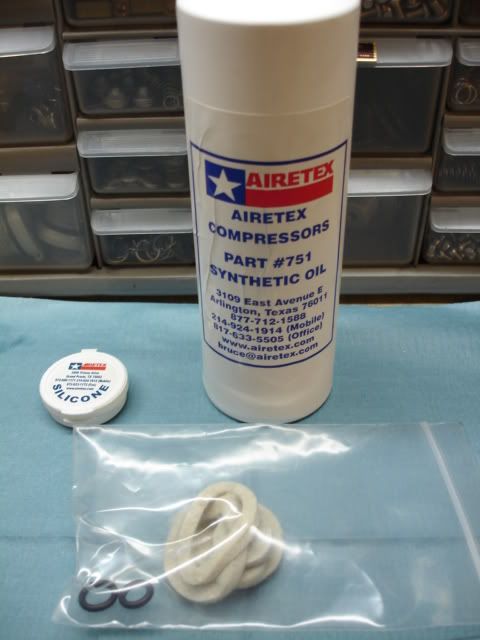 AIRETEX
AIRETEX
COMPRESSORS
PART #751
SYNTHETIC OIL
3109 East Avenue E
Arlington, Texas 76011
877-712-1588
214-924-1914 (Mobile)
817-633-5505 (Office)
www.airetex.com
bruce@airetex.com
AIRETEX
SILICONE